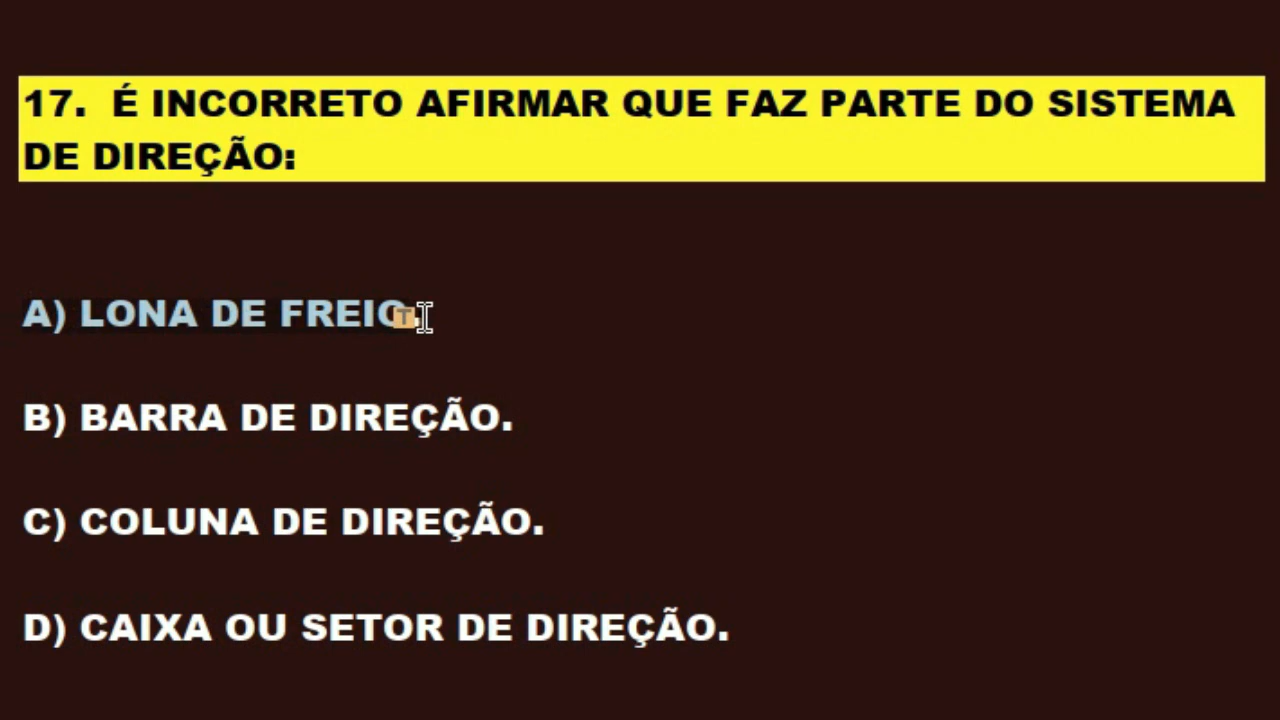 17. É INCORRETO AFIRMAR QUE FAZ PARTE DO SISTEMA
DE DIREÇÃO:
A) LONA DE FREIO.
B) BARRA DE DIREÇÃO.
C) COLUNA DE DIREÇÃO.
D) CAIXA OU SETOR DE DIREÇÃO.